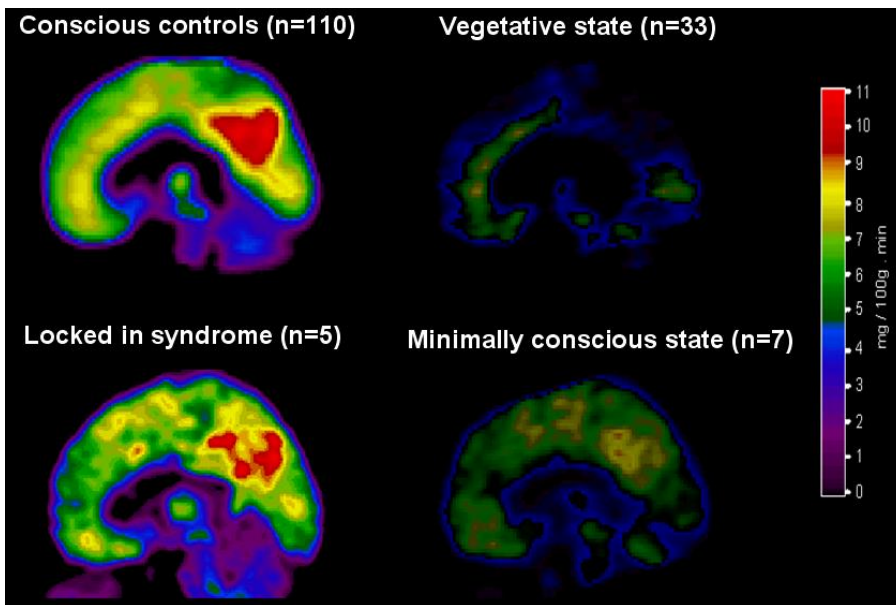 Conscious controls (n=110)
Vegetative state (n=33)
11
10
9
8
7
6
5
4
3
2
1
0
mg / 100g . min
Locked in syndrome (n=5)
Minimally conscious state (n=7)